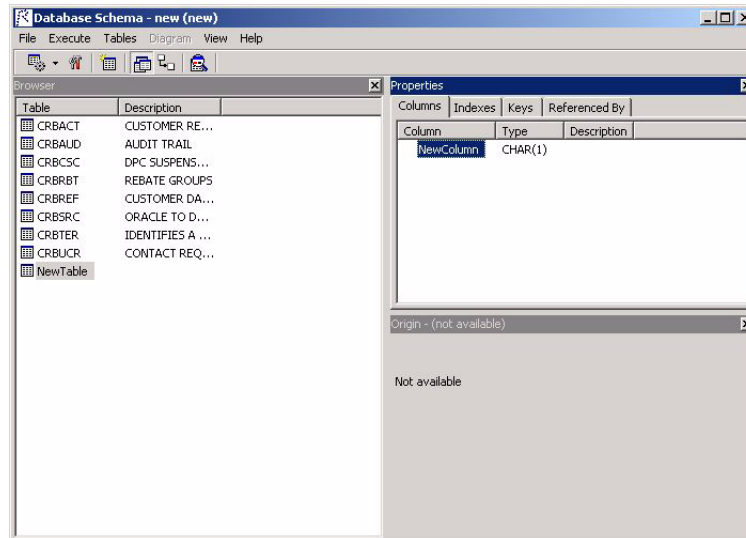 Database Schema - new (new)
File Execute Tables Diagram View Help
Browser
Table Description
CRBACT CUSTOMER RE...
CRBAUD AUDIT TRAIL
CRBCSC DPC SUSPENS...
CRBRBT REBATE GROUPS
CRBREF CUSTOMER DA...
CRBSRC ORACLE TO D...
CRBTER IDENTIFIES A ...
CRBUCR CONTACT REQ...
NewTable
Properties
Columns Indexes Keys Referenced By
Column Type Description
NewColumn CHAR(1)
Origin - (not available)
Not available